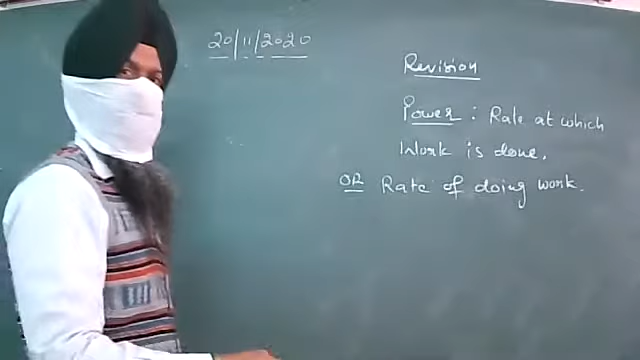 20/11/2020
Revision
Power : Rate at which
Work is done.
OR Rate of doing work.